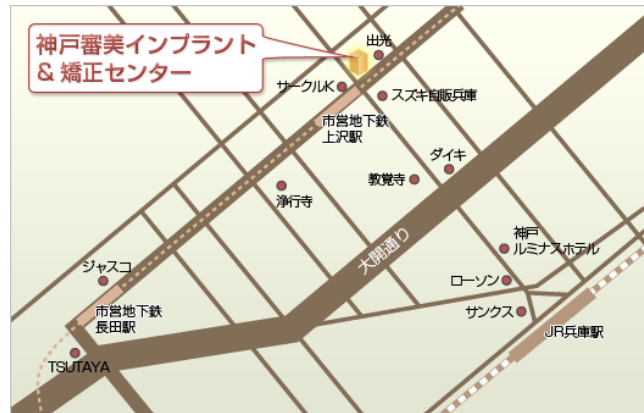 神戸審美インプラント
& 矯正センター
出光
サークルK
スズキ自販兵庫
市営地下鉄
上沢駅
ダイキ
教覚寺
浄行寺
大開通り
神戸
ルミナスホテル
ジャスコ
ローソン
市営地下鉄
長田駅
サンクス
JR兵庫駅
TSUTAYA